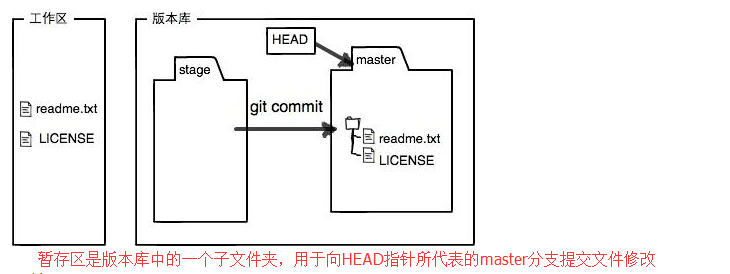 工作区
版本库
HEAD
stage
master
git commit
readme.txt
LICENSE
readme.txt
LICENSE
暂存区是版本库中的一个子文件夹，用于向HEAD指针所代表的master分支提交文件修改